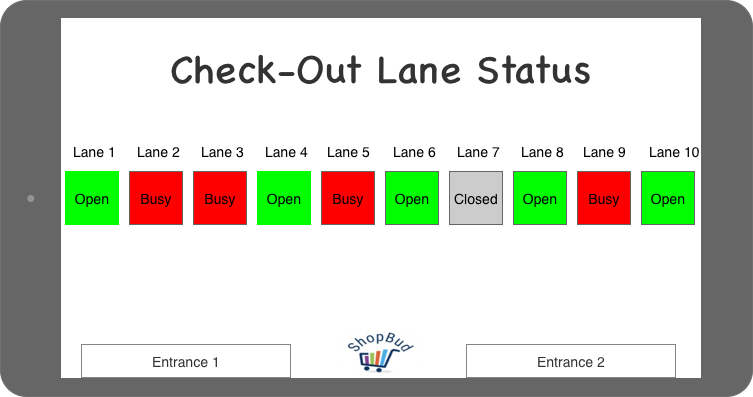 Check-Out Lane Status
Lane 1 Lane 2 Lane 3 Lane 4 Lane 5 Lane 6 Lane 7 Lane 8 Lane 9 Lane 10
Open Busy Busy Open Busy Open Closed Open Busy Open
ShopBud
Entrance 1 Entrance 2